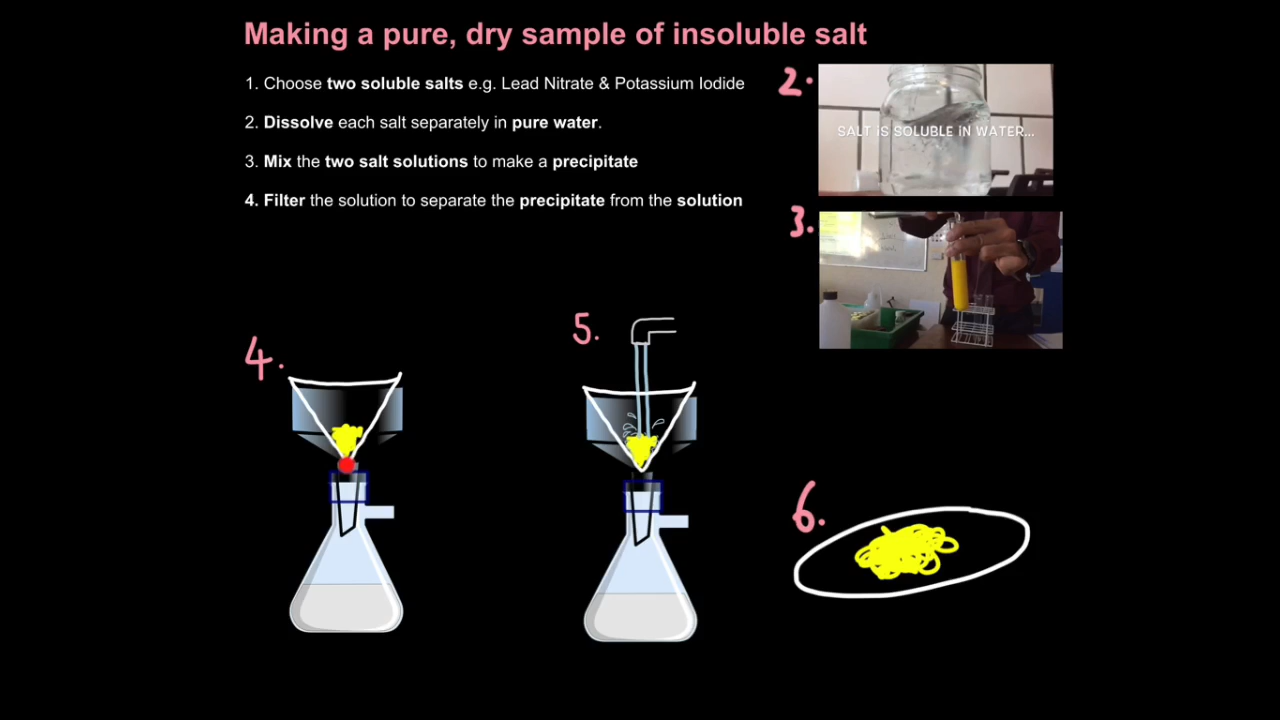 Making a pure, dry sample of insoluble salt
1. Choose two soluble salts e.g. Lead Nitrate & Potassium Iodide
2. Dissolve each salt separately in pure water.
3. Mix the two salt solutions to make a precipitate
4. Filter the solution to separate the precipitate from the solution
2.
SALT IS SOLUBLE IN WATER...
3.
4.
5.
6.